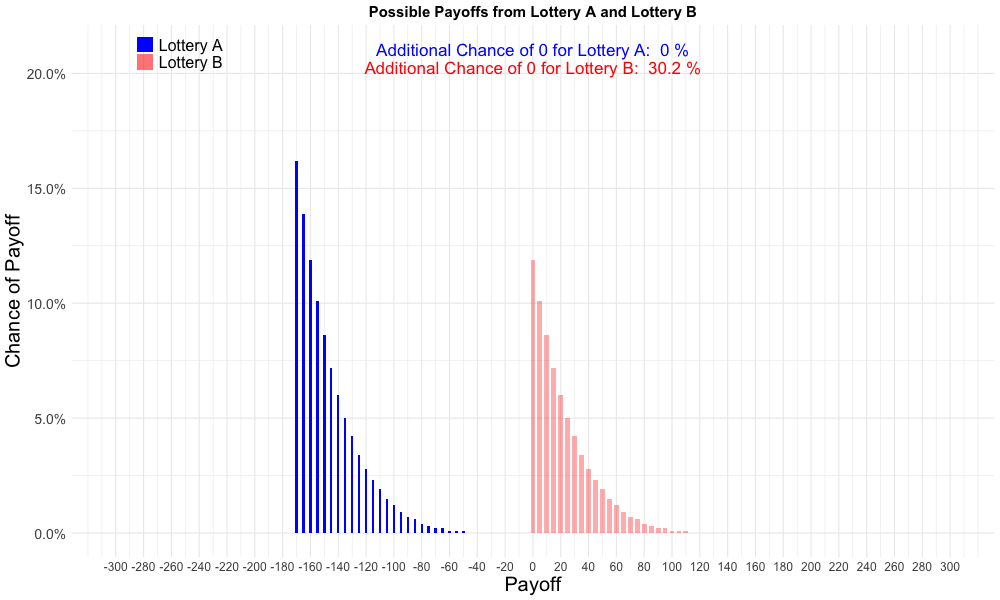 Possible Payoffs from Lottery A and Lottery B
Lottery A
Lottery B
Additional Chance of 0 for Lottery A:  0 %
Additional Chance of 0 for Lottery B:  30.2 %
Chance of Payoff
20.0%
15.0%
10.0%
5.0%
0.0%
-300 -280 -260 -240 -220 -200 -180 -160 -140 -120 -100 -80 -60 -40 -20 0 20 40 60 80 100 120 140 160 180 200 220 240 260 280 300
Payoff